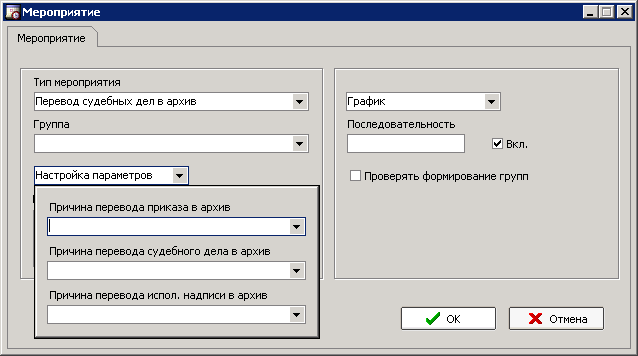 Мероприятие
Мероприятие
Тип мероприятия
Перевод судебных дел в архив
Группа
Настройка параметров
Причина перевода приказа в архив
Причина перевода судебного дела в архив
Причина перевода испол. надписи в архив
График
Последовательность
Вкл.
Проверять формирование групп
OK
Отмена